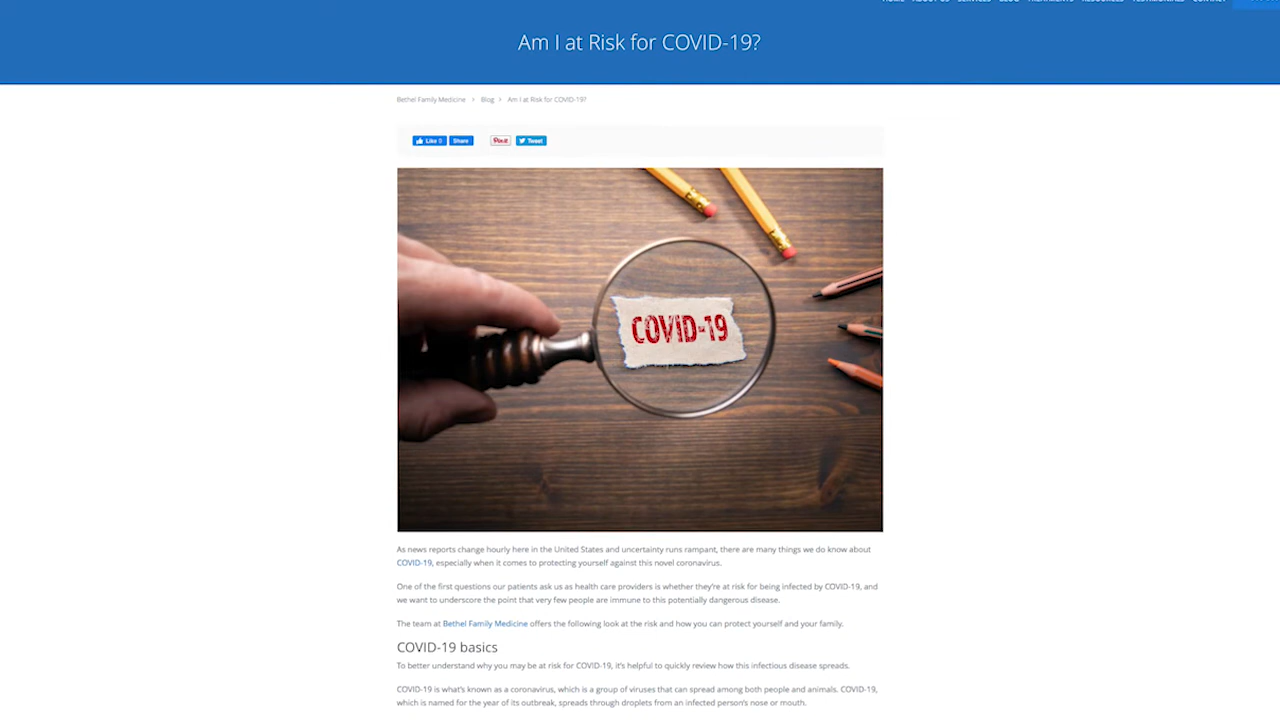 HOME ABOUT US SERVICES BLOG TREATMENTS RESOURCES TESTIMONIALS CONTACT
Am I at Risk for COVID-19?
Bethel Family Medicine > Blog > Am I at Risk for COVID-19?
Like 0 Share Pin it Tweet
COVID-19
As news reports change hourly here in the United States and uncertainty runs rampant, there are many things we do know about
COVID-19, especially when it comes to protecting yourself against this novel coronavirus.
One of the first questions our patients ask us as health care providers is whether they're at risk for being infected by COVID-19, and
we want to underscore the point that very few people are immune to this potentially dangerous disease.
The team at Bethel Family Medicine offers the following look at the risk and how you can protect yourself and your family.
COVID-19 basics
To better understand why you may be at risk for COVID-19, it's helpful to quickly review how this infectious disease spreads.
COVID-19 is what's known as a coronavirus, which is a group of viruses that can spread among both people and animals. COVID-19,
which is named for the year of its outbreak, spreads through droplets from an infected person's nose or mouth.